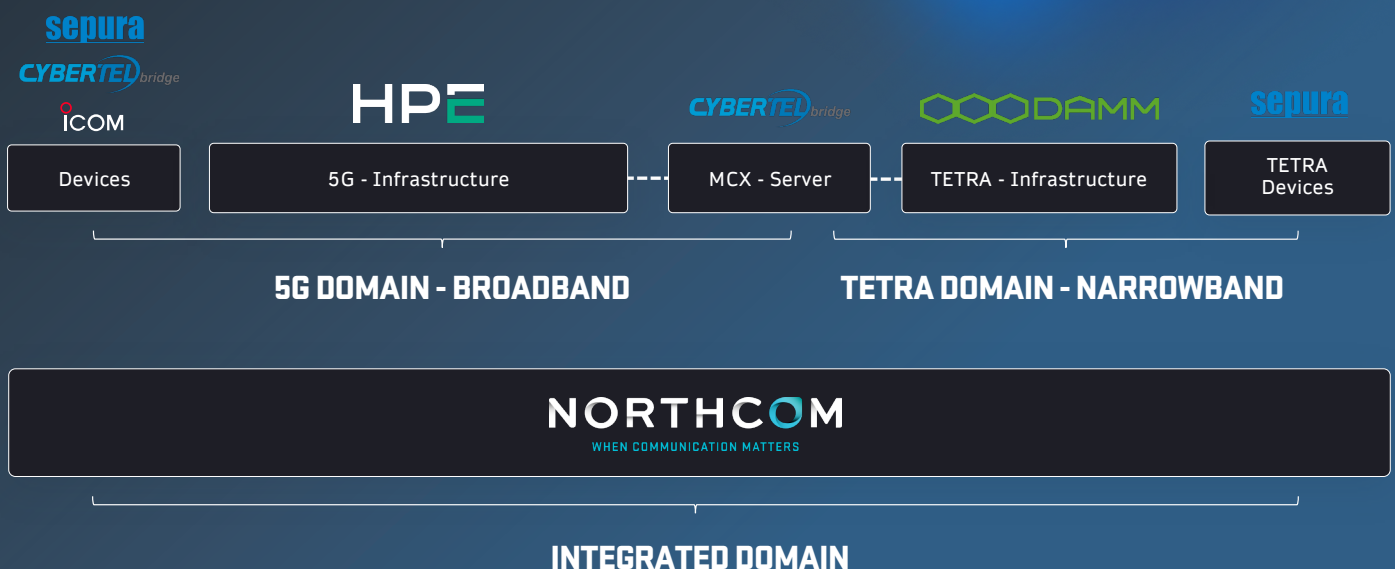 sepura
CYBERTEL bridge
iCOM
HPE
CYBERTEL bridge
DAMM
sepura
Devices
5G - Infrastructure
MCX - Server
TETRA - Infrastructure
TETRA
Devices
5G DOMAIN - BROADBAND
TETRA DOMAIN - NARROWBAND
NORTHCOM
WHEN COMMUNICATION MATTERS
INTEGRATED DOMAIN